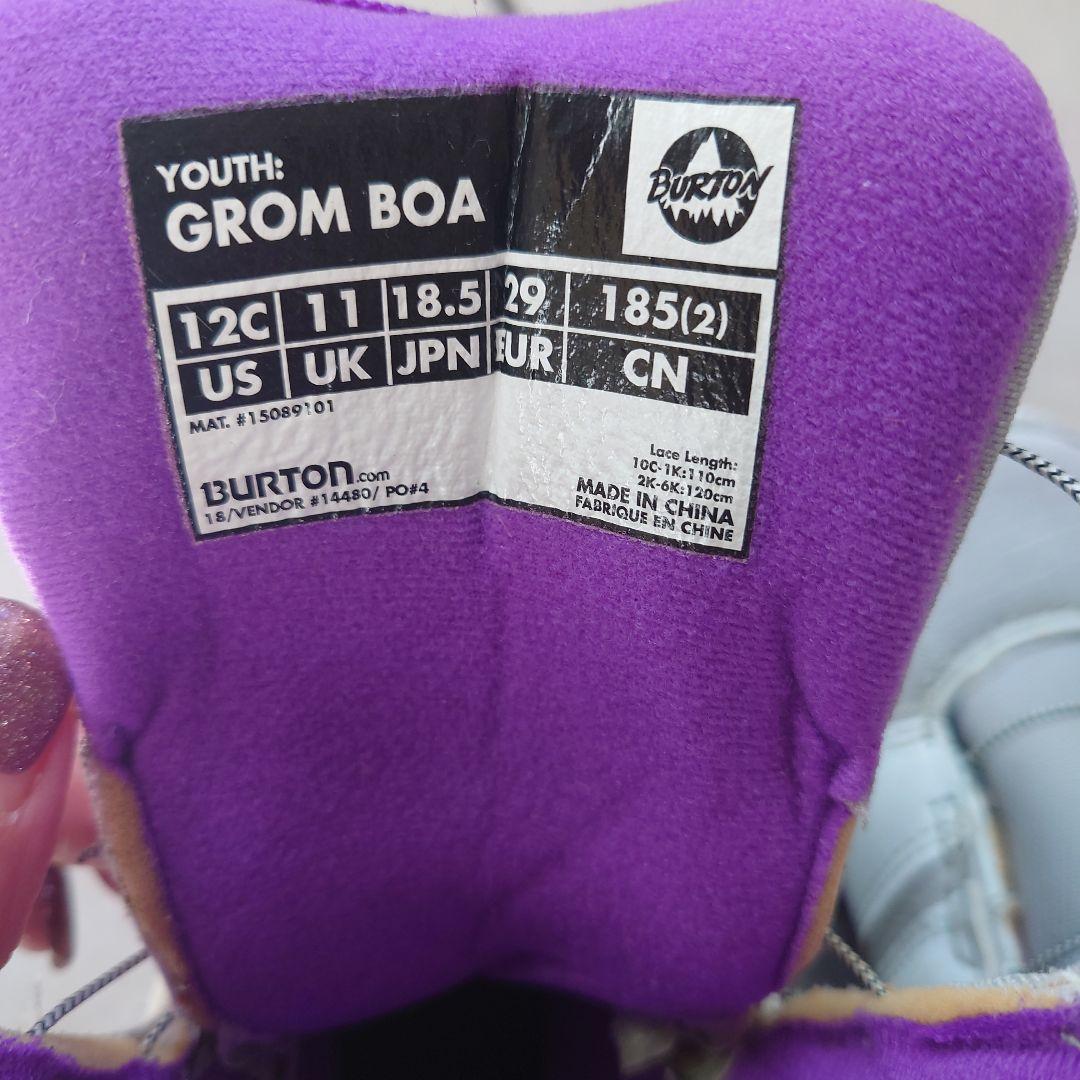 YOUTH:
GROM BOA
BURTON
12C 11 18.5 29 185(2)
US UK JPN EUR CN
MAT. #15089101
BURTON.com
18/VENDOR #14480/ PO#4
Lace Length:
10C-1K:110cm
2K-6K:120cm
MADE IN CHINA
FABRIQUE EN CHINE